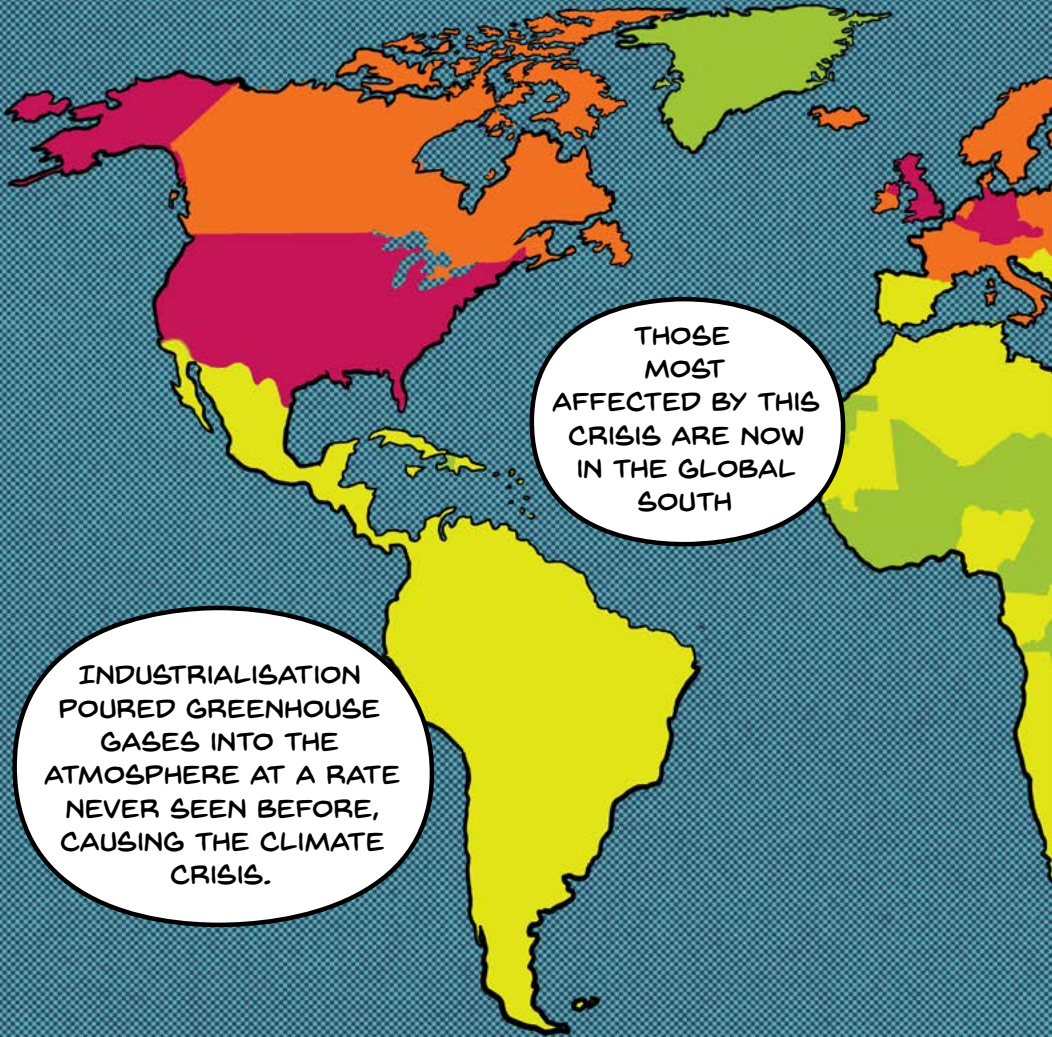 THOSE
MOST
AFFECTED BY THIS
CRISIS ARE NOW
IN THE GLOBAL
SOUTH
INDUSTRIALISATION
POURED GREENHOUSE
GASES INTO THE
ATMOSPHERE AT A RATE
NEVER SEEN BEFORE,
CAUSING THE CLIMATE
CRISIS.